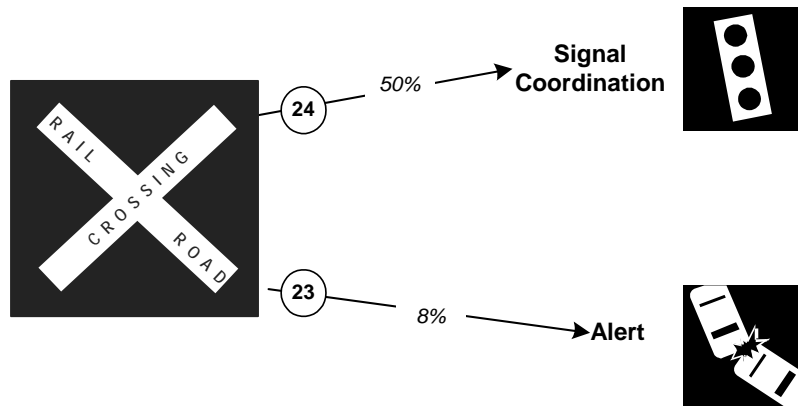 Signal
Coordination
50%
24
RAIL
CROSSING
ROAD
23
8%
Alert